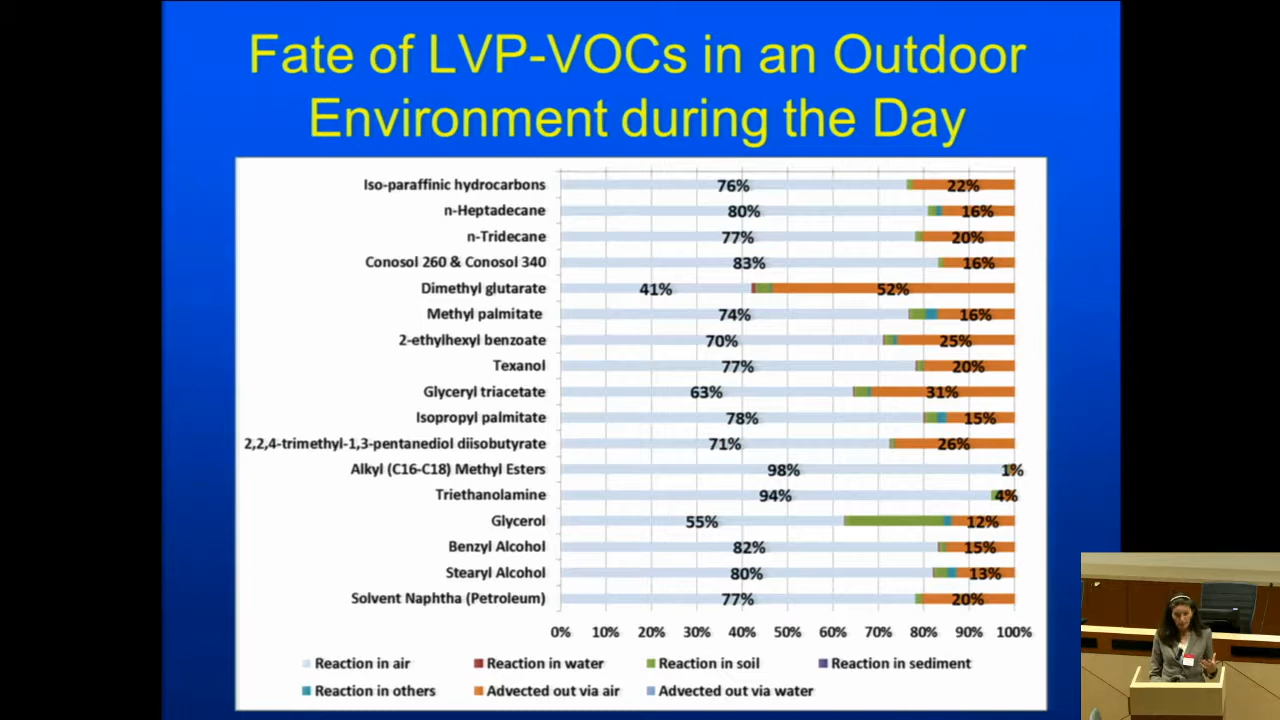 Fate of LVP-VOCs in an Outdoor
Environment during the Day
Iso-paraffinic hydrocarbons 76% 22%
n-Heptadecane 80% 16%
n-Tridecane 77% 20%
Conosol 260 & Conosol 340 83% 16%
Dimethyl glutarate 41% 52%
Methyl palmitate 74% 16%
2-ethylhexyl benzoate 70% 25%
Texanol 77% 20%
Glyceryl triacetate 63% 31%
Isopropyl palmitate 78% 15%
2,2,4-trimethyl-1,3-pentanediol diisobutyrate 71% 26%
Alkyl (C16-C18) Methyl Esters 98% 1%
Triethanolamine 94% 4%
Glycerol 55% 12%
Benzyl Alcohol 82% 15%
Stearyl Alcohol 80% 13%
Solvent Naphtha (Petroleum) 77% 20%
0% 10% 20% 30% 40% 50% 60% 70% 80% 90% 100%
Reaction in air Reaction in water Reaction in soil Reaction in sediment
Reaction in others Advected out via air Advected out via water